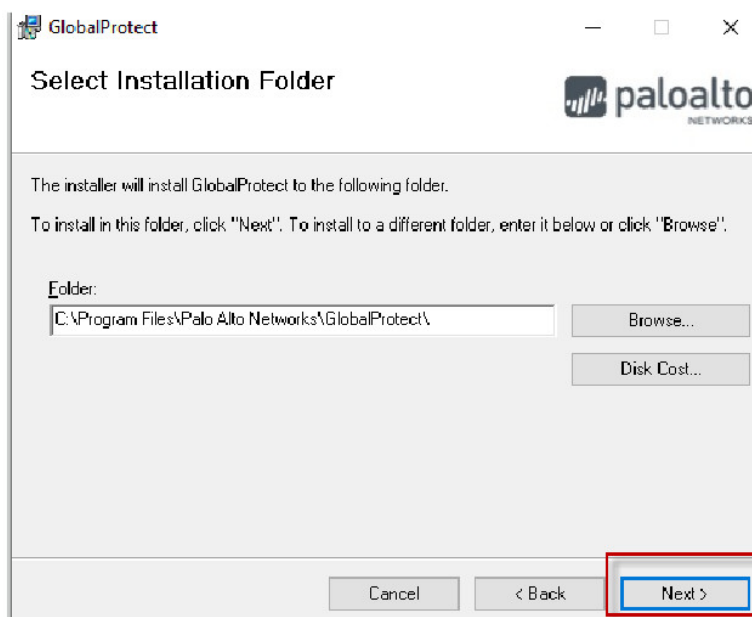 GlobalProtect
Select Installation Folder
paloalto
NETWORKS
The installer will install GlobalProtect to the following folder.
To install in this folder, click "Next". To install to a different folder, enter it below or click "Browse".
Folder:
C:\Program Files\Palo Alto Networks\GlobalProtect\
Browse...
Disk Cost...
Cancel
< Back
Next >